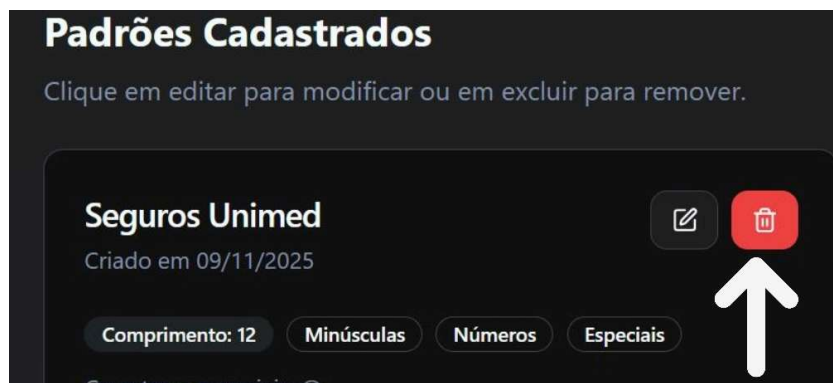 Padrões Cadastrados
Clique em editar para modificar ou em excluir para remover.
Seguros Unimed
Criado em 09/11/2025
Comprimento: 12 Minúsculas Números Especiais